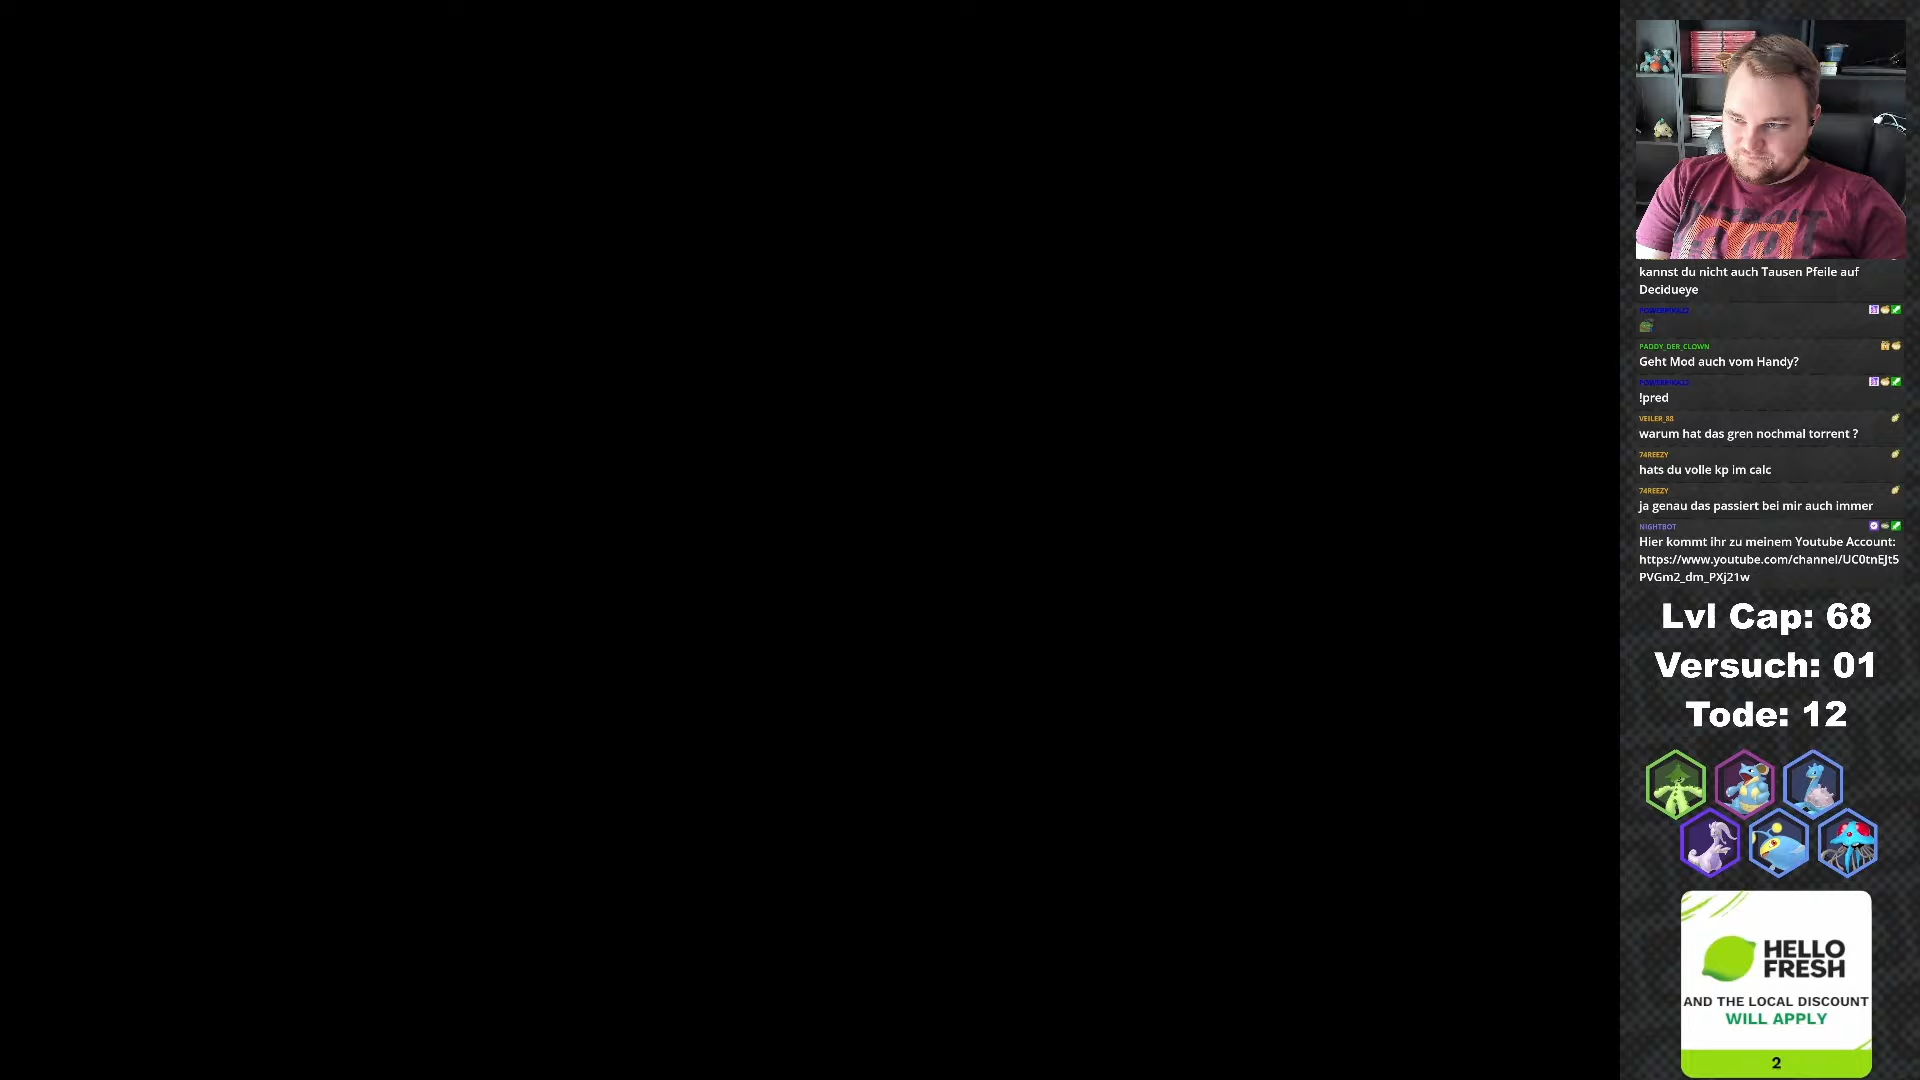 kannst du nicht auch Tausen Pfeile auf
Decidueye
PADDY_DER_CLOWN
Geht Mod auch vom Handy?
!pred
VEILER_88
warum hat das gren nochmal torrent ?
74REEZY
hats du volle kp im calc
74REEZY
ja genau das passiert bei mir auch immer
NIGHTBOT
Hier kommt ihr zu meinem Youtube Account:
https://www.youtube.com/channel/UC0tnEJt5
PVGm2_dm_PXj21w
Lvl Cap: 68
Versuch: 01
Tode: 12
HELLO
FRESH
AND THE LOCAL DISCOUNT
WILL APPLY
2